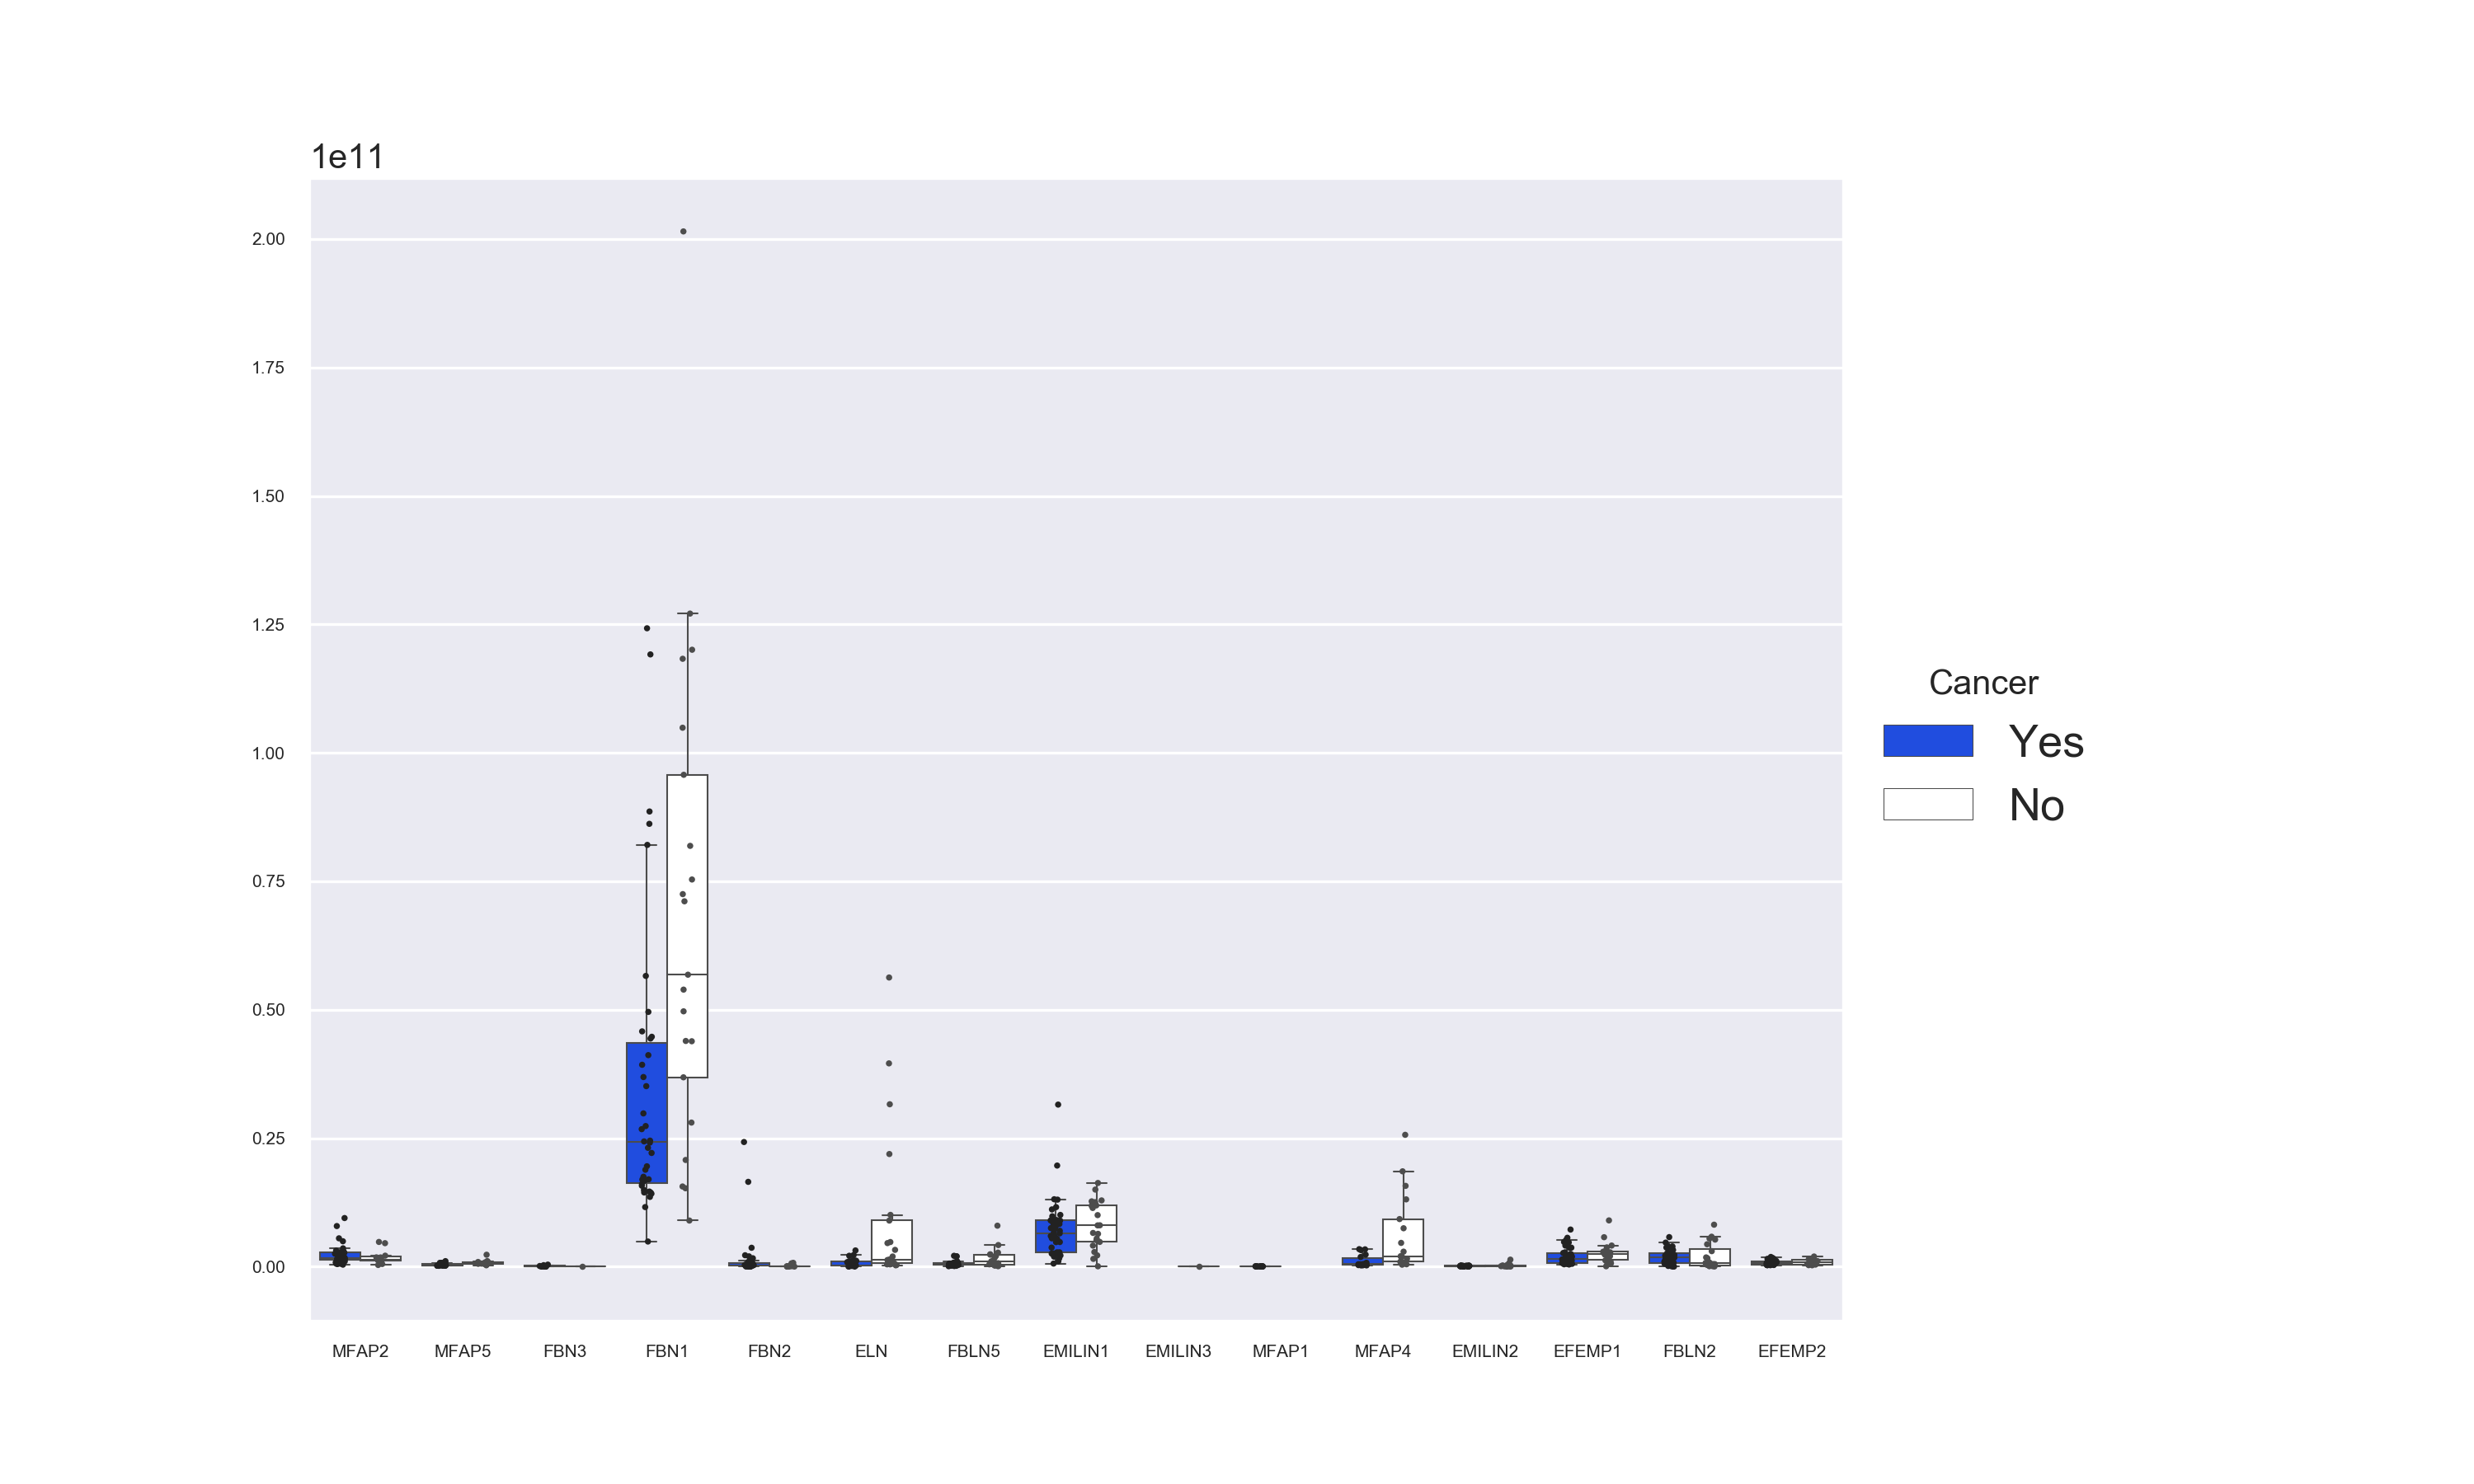 1e11
2.00
1.75
1.50
1.25
1.00
0.75
0.50
0.25
0.00
MFAP2 MFAP5 FBN3 FBN1 FBN2 ELN FBLN5 EMILIN1 EMILIN3 MFAP1 MFAP4 EMILIN2 EFEMP1 FBLN2 EFEMP2
Cancer
Yes
No